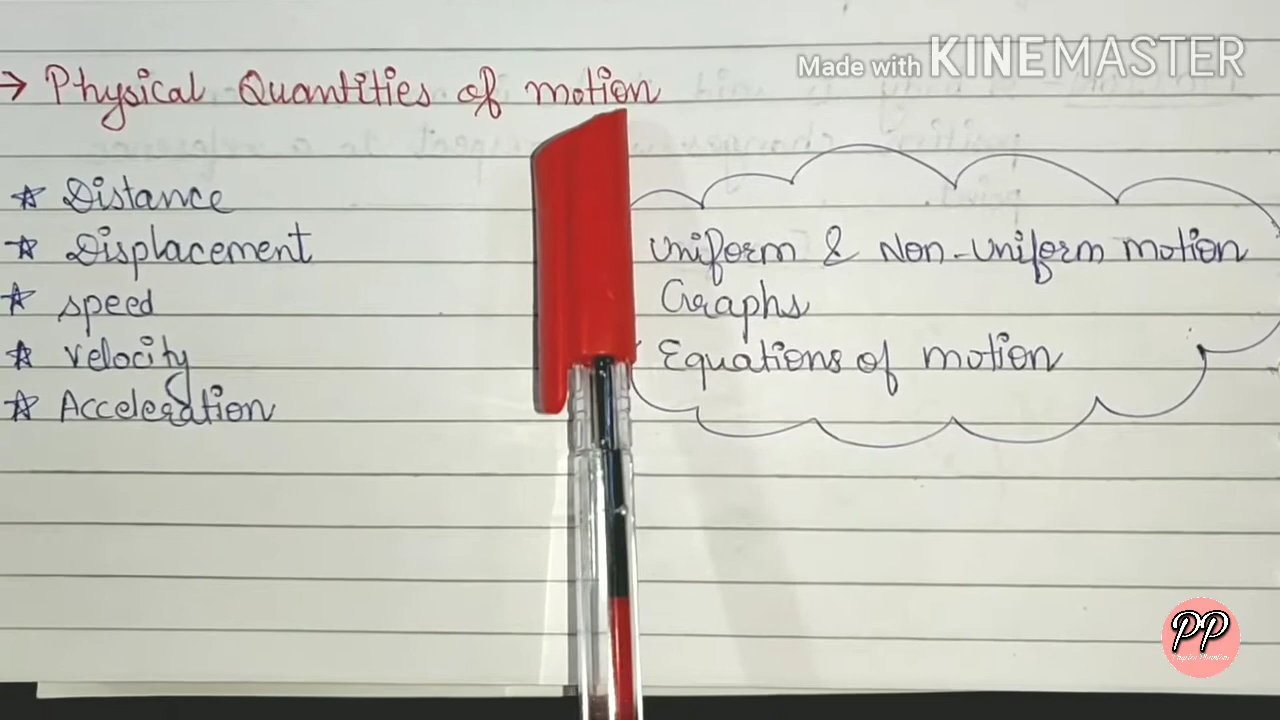 Made with KINEMASTER
→ Physical Quantities of motion
☆ Distance
☆ Displacement
☆ speed
☆ velocity
☆ Acceleration
Uniform & Non-Uniform motion
Graphs
Equations of motion
PP